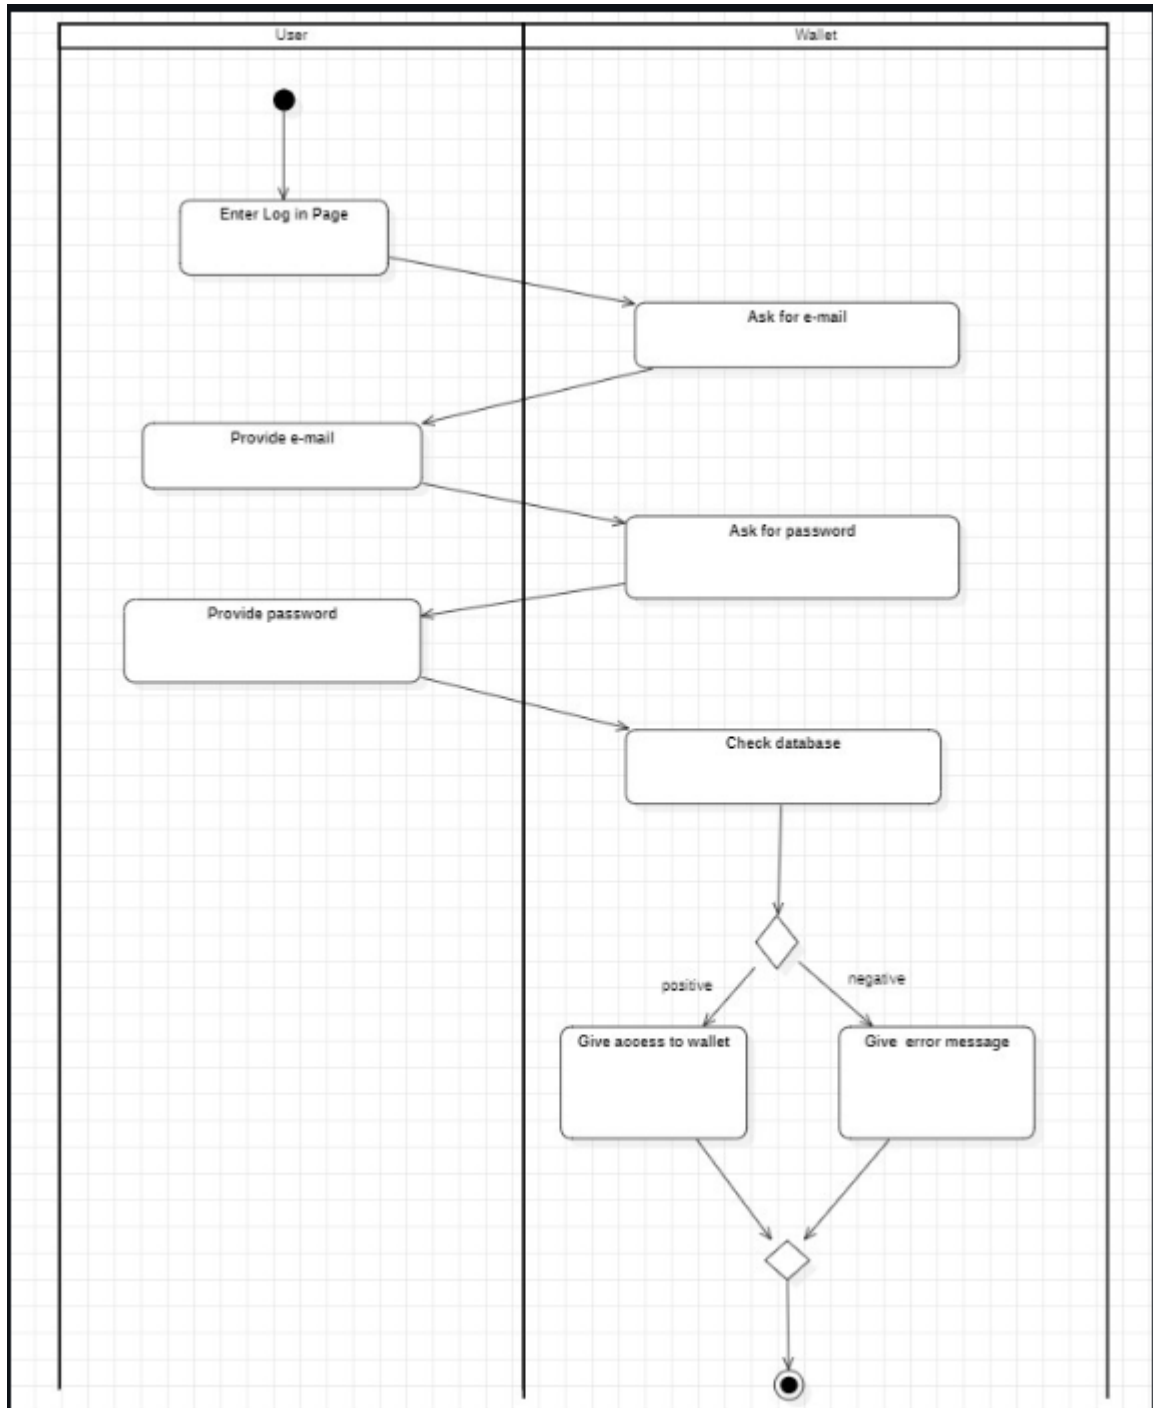 User
Wallet
Enter Log in Page
Ask for e-mail
Provide e-mail
Ask for password
Provide password
Check database
positive
negative
Give access to wallet
Give error message